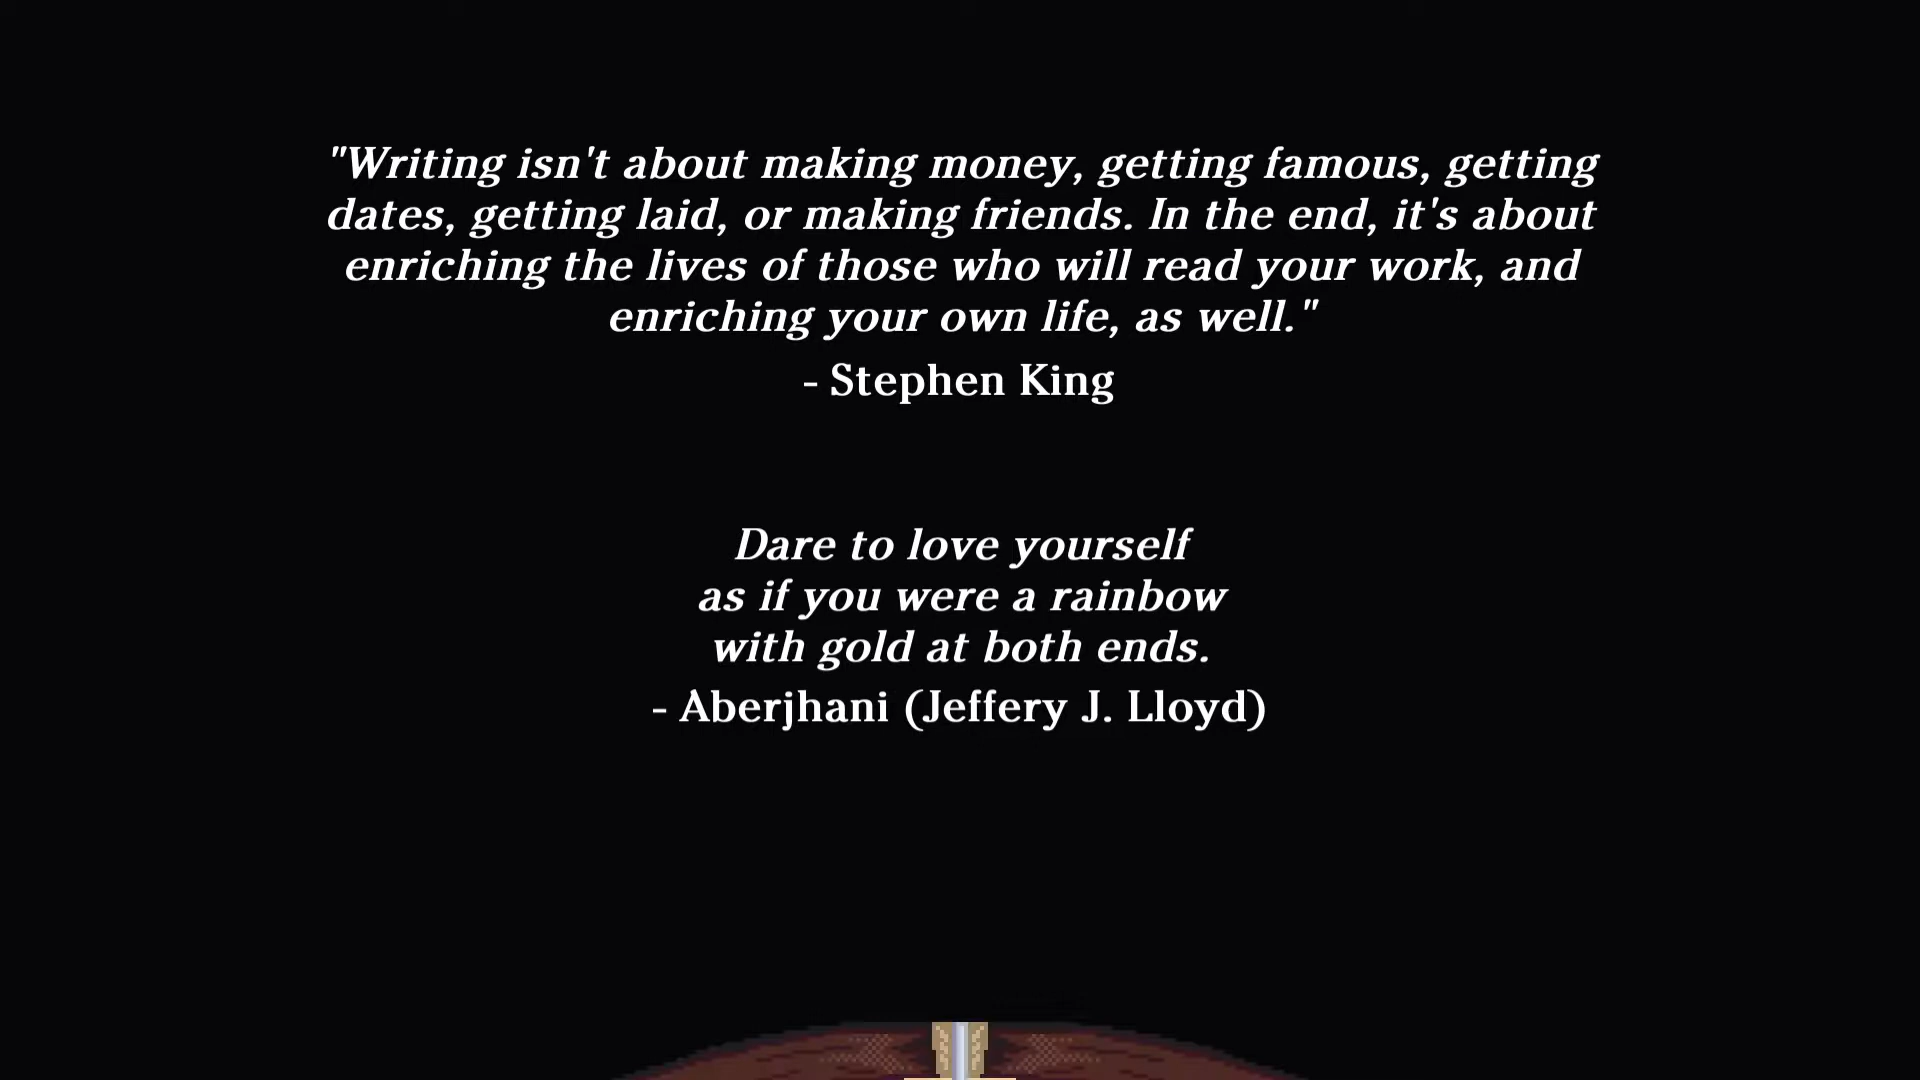 "Writing isn't about making money, getting famous, getting
dates, getting laid, or making friends. In the end, it's about
enriching the lives of those who will read your work, and
enriching your own life, as well."
- Stephen King
Dare to love yourself
as if you were a rainbow
with gold at both ends.
- Aberjhani (Jeffery J. Lloyd)